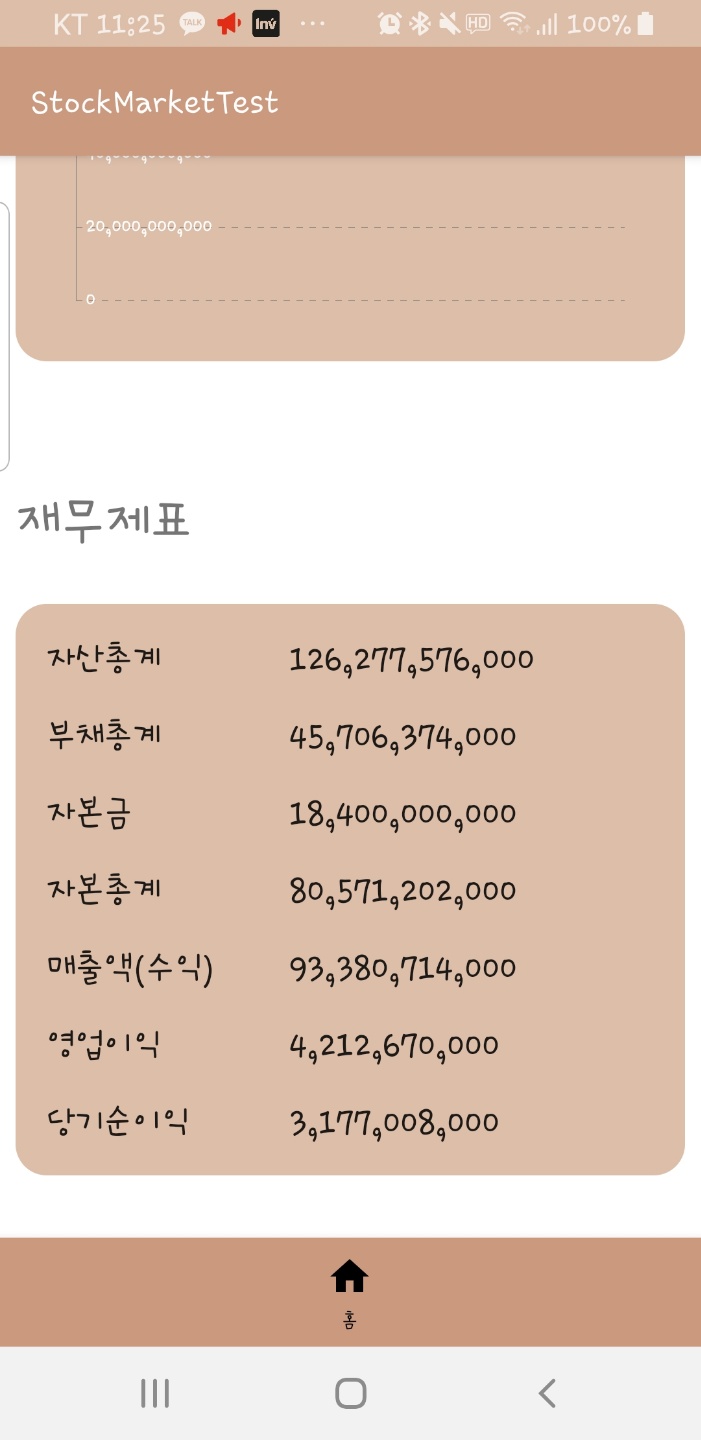 KT 11:25 TALK Inv ... HD 100%
StockMarketTest
20,000,000,000
0
재무제표
자산총계 126,277,576,000
부채총계 45,706,374,000
자본금 18,400,000,000
자본총계 80,571,202,000
매출액(수익) 93,380,714,000
영업이익 4,212,670,000
당기순이익 3,177,008,000
홈